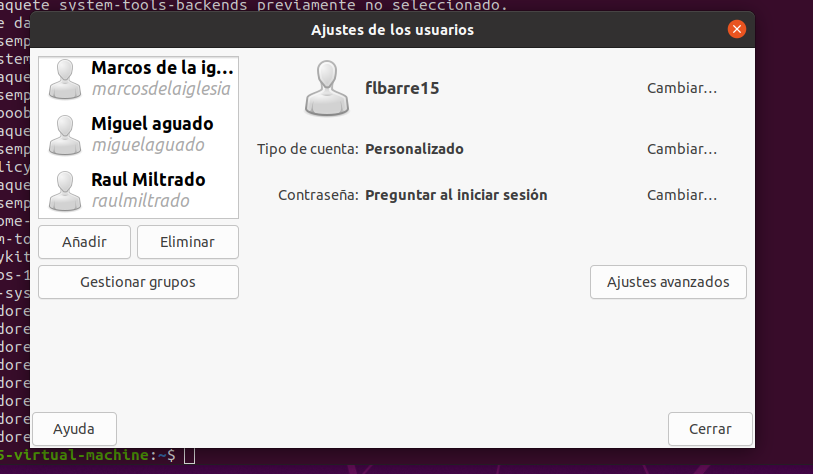 aquete system-tools-backends previamente no seleccionado.
Ajustes de los usuarios
Marcos de la ig...
marcosdelaiglesia
Miguel aguado
miguelaguado
Raul Miltrado
raulmiltrado
Añadir
Eliminar
Gestionar grupos
flbarre15
Cambiar...
Tipo de cuenta: Personalizado
Cambiar...
Contraseña: Preguntar al iniciar sesión
Cambiar...
Ajustes avanzados
Ayuda
Cerrar
5-virtual-machine:~$